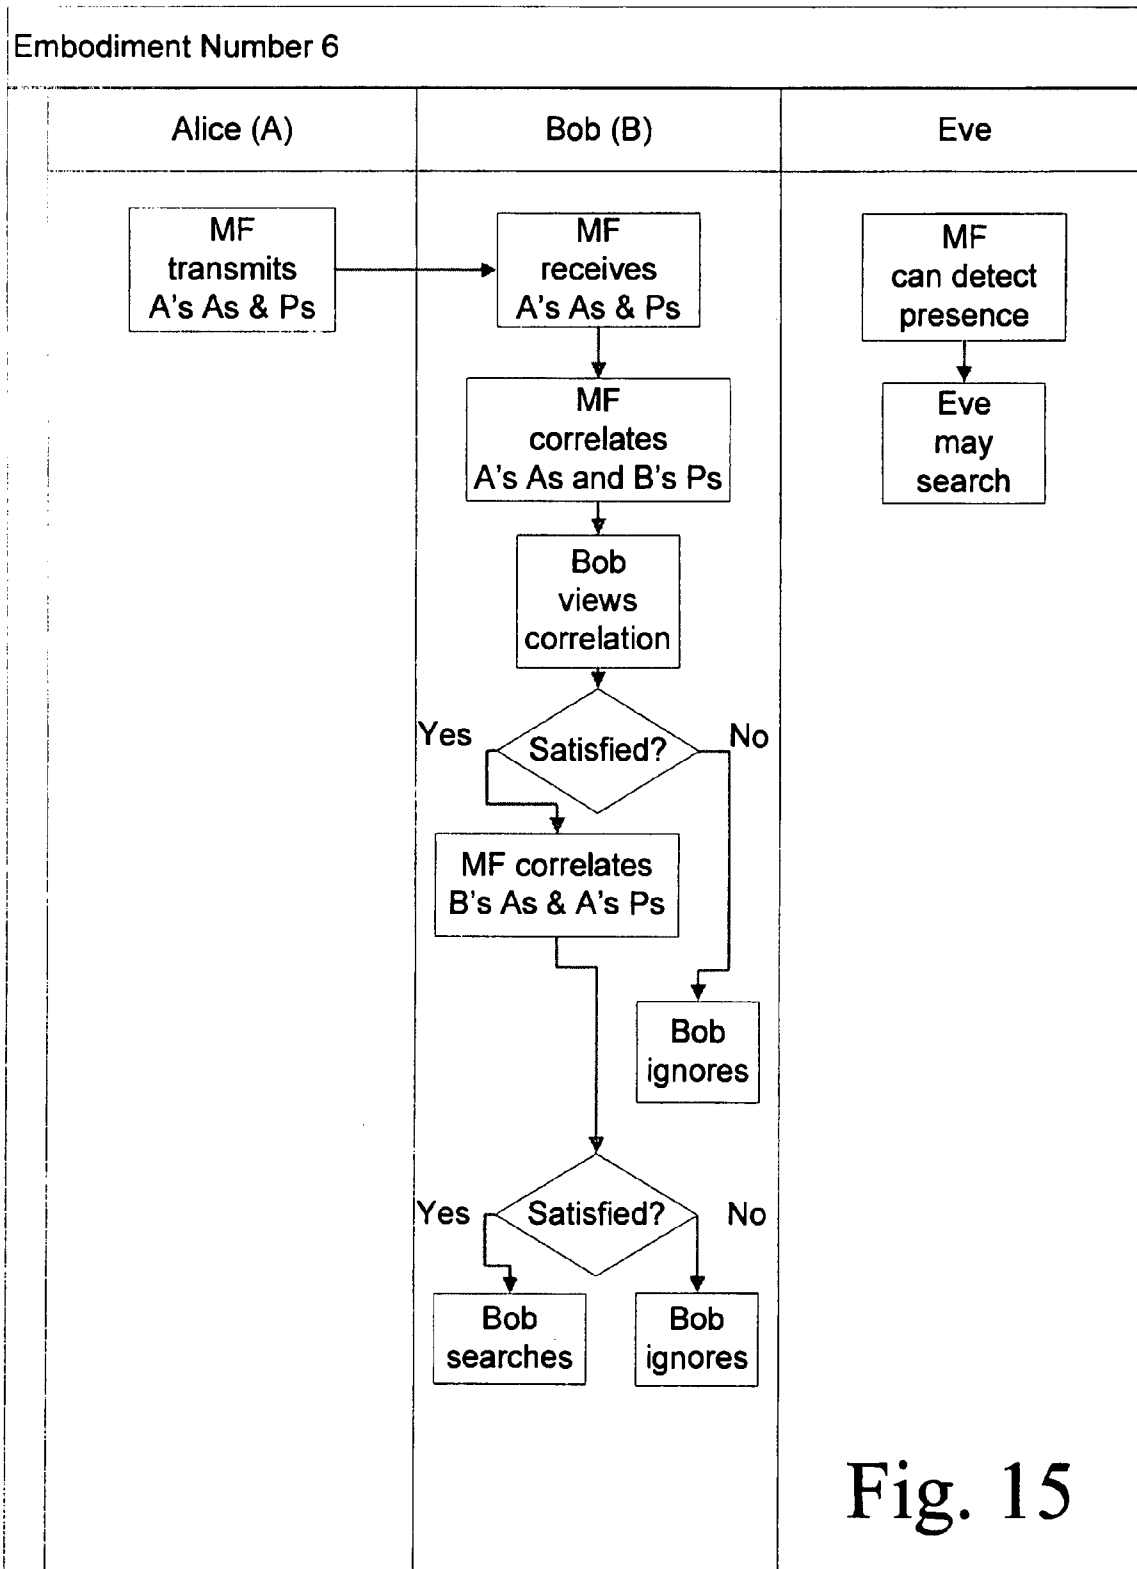 Embodiment Number 6
Alice (A)
Bob (B)
Eve
MF
transmits
A's As & Ps
MF
receives
A's As & Ps
MF
can detect
presence
MF
correlates
A's As and B's Ps
Eve
may
search
Bob
views
correlation
Yes
Satisfied?
No
MF correlates
B's As & A's Ps
Bob
ignores
Yes
Satisfied?
No
Bob
searches
Bob
ignores
Fig. 15